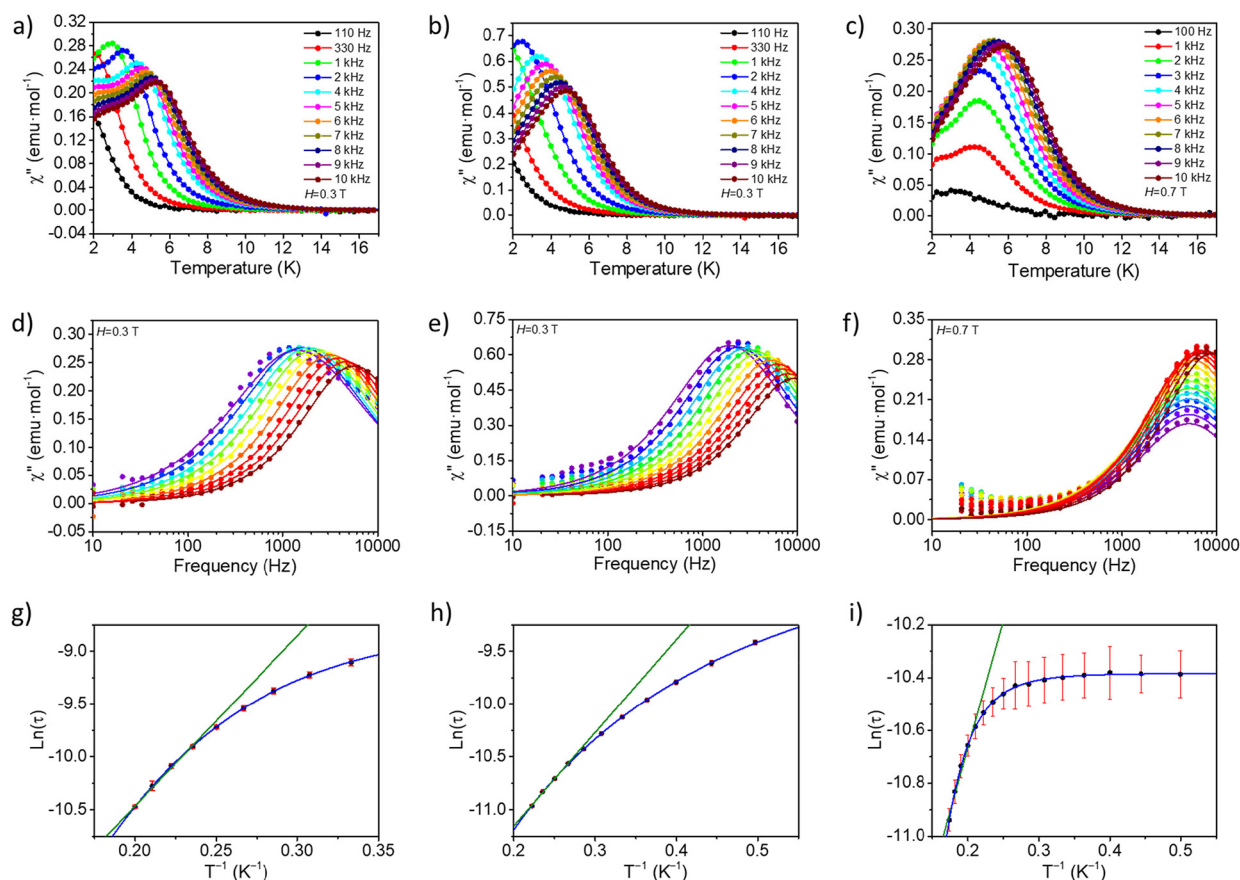 a)
0.32
0.28
0.24
0.20
0.16
0.12
0.08
0.04
0.00
-0.04
χ'' (emu·mol⁻¹)
110 Hz
330 Hz
1 kHz
2 kHz
4 kHz
5 kHz
6 kHz
7 kHz
8 kHz
9 kHz
10 kHz
H=0.3 T
2 4 6 8 10 12 14 16
Temperature (K)
b)
0.7
0.6
0.5
0.4
0.3
0.2
0.1
0.0
-0.1
χ'' (emu·mol⁻¹)
110 Hz
330 Hz
1 kHz
2 kHz
4 kHz
5 kHz
6 kHz
7 kHz
8 kHz
9 kHz
10 kHz
H=0.3 T
2 4 6 8 10 12 14 16
Temperature (K)
c)
0.30
0.25
0.20
0.15
0.10
0.05
0.00
χ'' (emu·mol⁻¹)
100 Hz
1 kHz
2 kHz
3 kHz
4 kHz
5 kHz
6 kHz
7 kHz
8 kHz
9 kHz
10 kHz
H=0.7 T
2 4 6 8 10 12 14 16
Temperature (K)
d)
H=0.3 T
0.30
0.25
0.20
0.15
0.10
0.05
0.00
-0.05
χ'' (emu·mol⁻¹)
10 100 1000 10000
Frequency (Hz)
e)
H=0.3 T
0.75
0.60
0.45
0.30
0.15
0.00
-0.15
χ'' (emu·mol⁻¹)
10 100 1000 10000
Frequency (Hz)
f)
H=0.7 T
0.35
0.28
0.21
0.14
0.07
0.00
χ'' (emu·mol⁻¹)
10 100 1000 10000
Frequency (Hz)
g)
-9.0
-9.5
-10.0
-10.5
Ln(τ)
0.20 0.25 0.30 0.35
T⁻¹ (K⁻¹)
h)
-9.5
-10.0
-10.5
-11.0
Ln(τ)
0.2 0.3 0.4 0.5
T⁻¹ (K⁻¹)
i)
-10.2
-10.4
-10.6
-10.8
-11.0
Ln(τ)
0.2 0.3 0.4 0.5
T⁻¹ (K⁻¹)